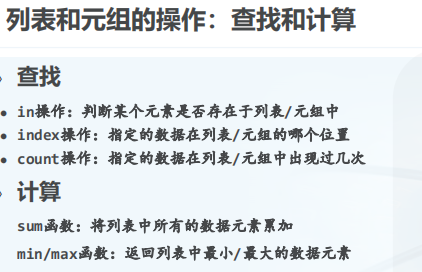 列表和元组的操作：查找和计算
查找
in操作：判断某个元素是否存在于列表/元组中
index操作：指定的数据在列表/元组的哪个位置
count操作：指定的数据在列表/元组中出现过几次
计算
sum函数：将列表中所有的数据元素累加
min/max函数：返回列表中最小/最大的数据元素